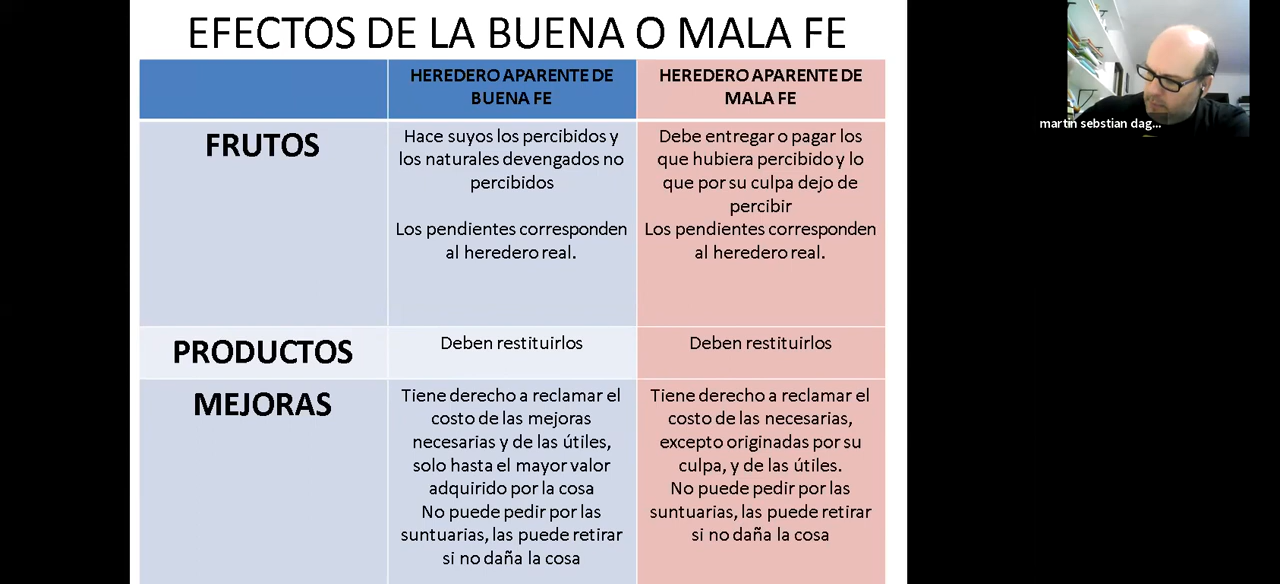 EFECTOS DE LA BUENA O MALA FE
HEREDERO APARENTE DE
BUENA FE
HEREDERO APARENTE DE
MALA FE
FRUTOS
Hace suyos los percibidos y
los naturales devengados no
percibidos
Los pendientes corresponden
al heredero real.
Debe entregar o pagar los
que hubiera percibido y lo
que por su culpa dejo de
percibir
Los pendientes corresponden
al heredero real.
PRODUCTOS
Deben restituirlos
Deben restituirlos
MEJORAS
Tiene derecho a reclamar el
costo de las mejoras
necesarias y de las útiles,
solo hasta el mayor valor
adquirido por la cosa
No puede pedir por las
suntuarias, las puede retirar
si no daña la cosa
Tiene derecho a reclamar el
costo de las necesarias,
excepto originadas por su
culpa, y de las útiles.
No puede pedir por las
suntuarias, las puede retirar
si no daña la cosa
martin sebstian dag...